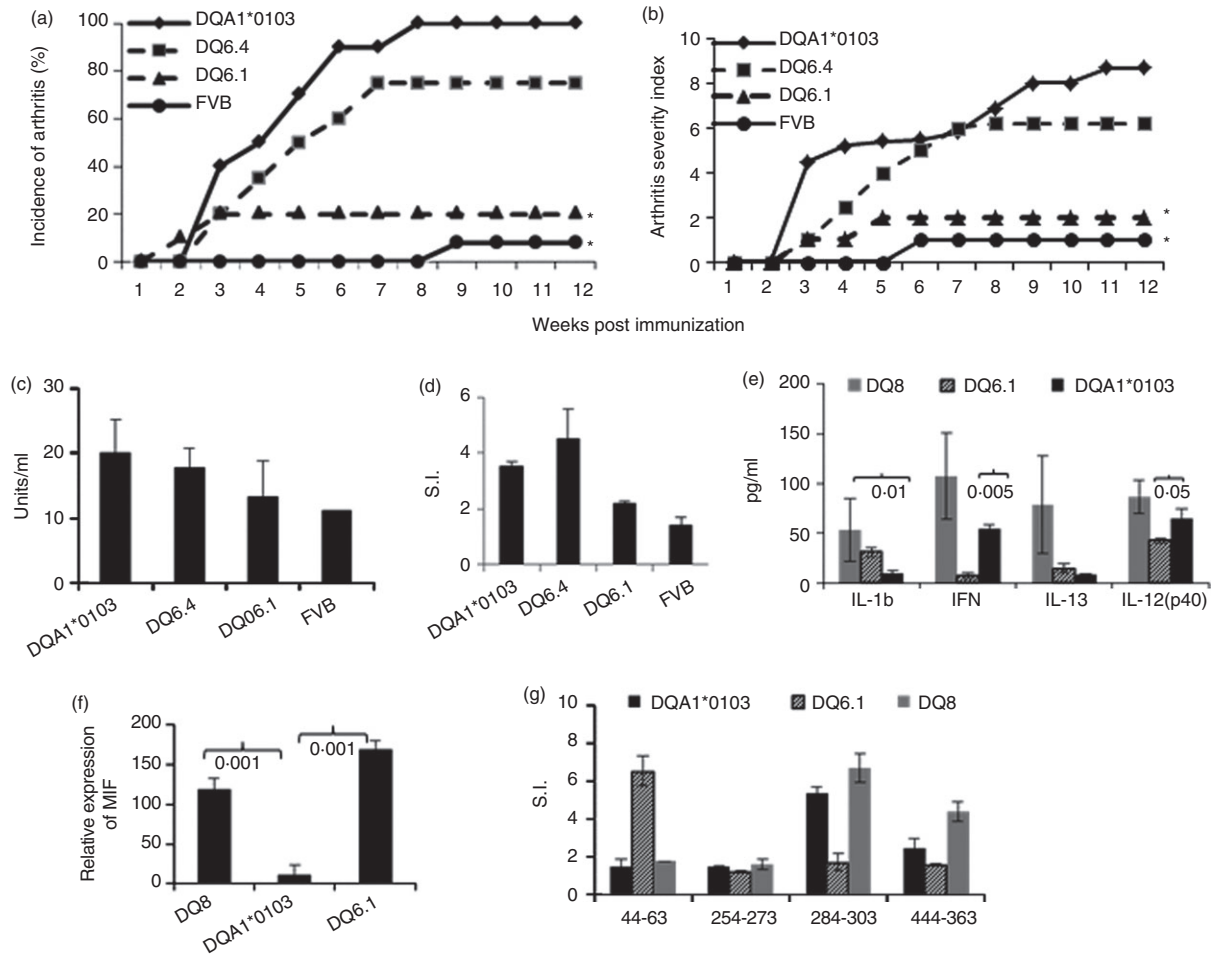 (a)
DQA1*0103
DQ6.4
DQ6.1
FVB
Incidence of arthritis (%)
100
80
60
40
20
0
*
*
1 2 3 4 5 6 7 8 9 10 11 12
(b)
DQA1*0103
DQ6.4
DQ6.1
FVB
Arthritis severity index
10
8
6
4
2
0
*
*
1 2 3 4 5 6 7 8 9 10 11 12
Weeks post immunization
(c)
Units/ml
30
20
10
0
DQA1*0103 DQ6.4 DQ06.1 FVB
(d)
S.I.
6
4
2
0
DQA1*0103 DQ6.4 DQ6.1 FVB
(e)
DQ8 DQ6.1 DQA1*0103
pg/ml
200
150
100
50
0
0·01 0·005 0·05
IL-1b IFN IL-13 IL-12(p40)
(f)
Relative expression
of MIF
200
150
100
50
0
0·001 0·001
DQ8 DQA1*0103 DQ6.1
(g)
DQA1*0103 DQ6.1 DQ8
S.I.
10
8
6
4
2
0
44-63 254-273 284-303 444-363